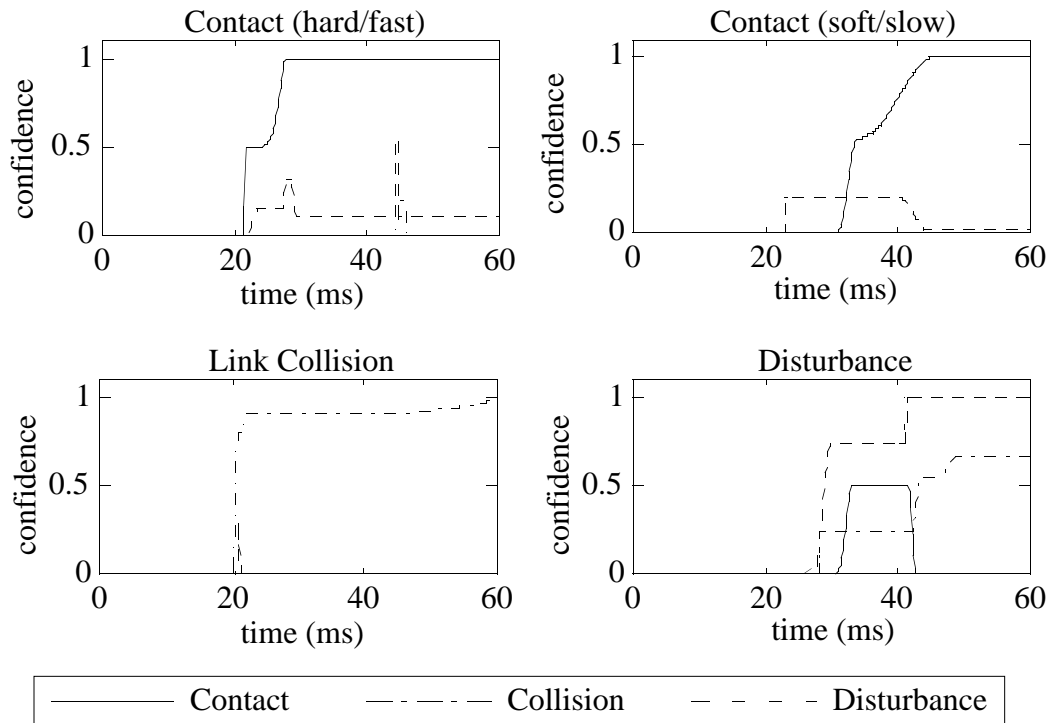 Contact (hard/fast)
Contact (soft/slow)
confidence
1
0.5
0
0
20
40
60
time (ms)
confidence
1
0.5
0
0
20
40
60
time (ms)
Link Collision
Disturbance
confidence
1
0.5
0
0
20
40
60
time (ms)
confidence
1
0.5
0
0
20
40
60
time (ms)
Contact
Collision
Disturbance